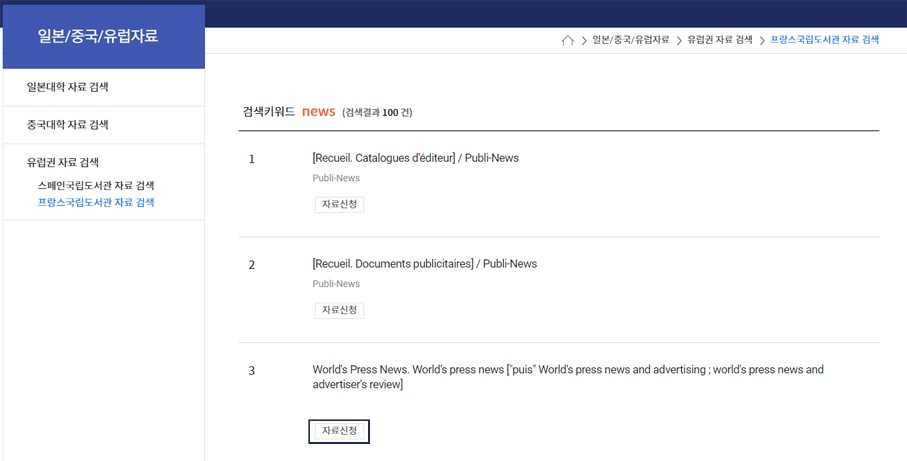 일본/중국/유럽자료
일본/중국/유럽자료 > 유럽권 자료 검색 > 프랑스국립도서관 자료 검색
일본대학 자료 검색
중국대학 자료 검색
유럽권 자료 검색
스페인국립도서관 자료 검색
프랑스국립도서관 자료 검색
검색키워드 news (검색결과 100 건)
1
[Recueil. Catalogues d'éditeur] / Publi-News
Publi-News
자료신청
2
[Recueil. Documents publicitaires] / Publi-News
Publi-News
자료신청
3
World's Press News. World's press news ["puis" World's press news and advertising ; world's press news and
advertiser's review]
자료신청